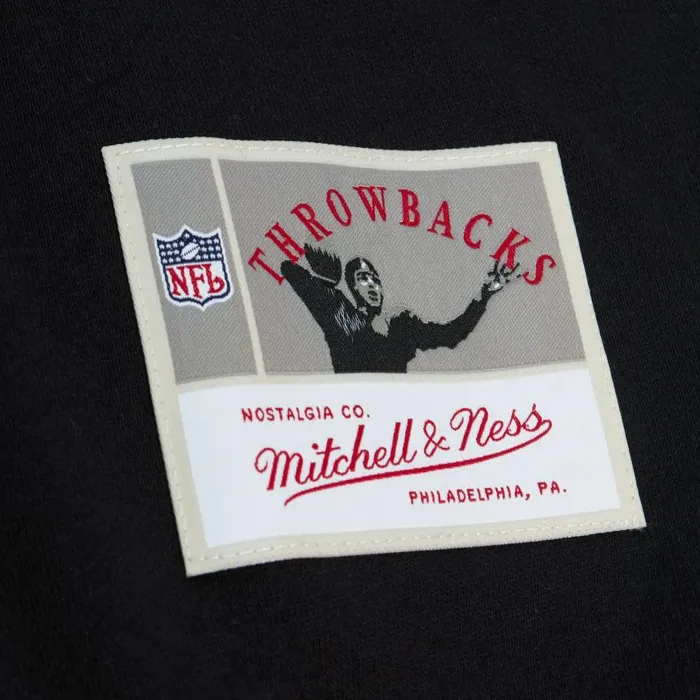 THROWBACKS
NFL
NOSTALGIA CO.
Mitchell & Ness
PHILADELPHIA, PA.